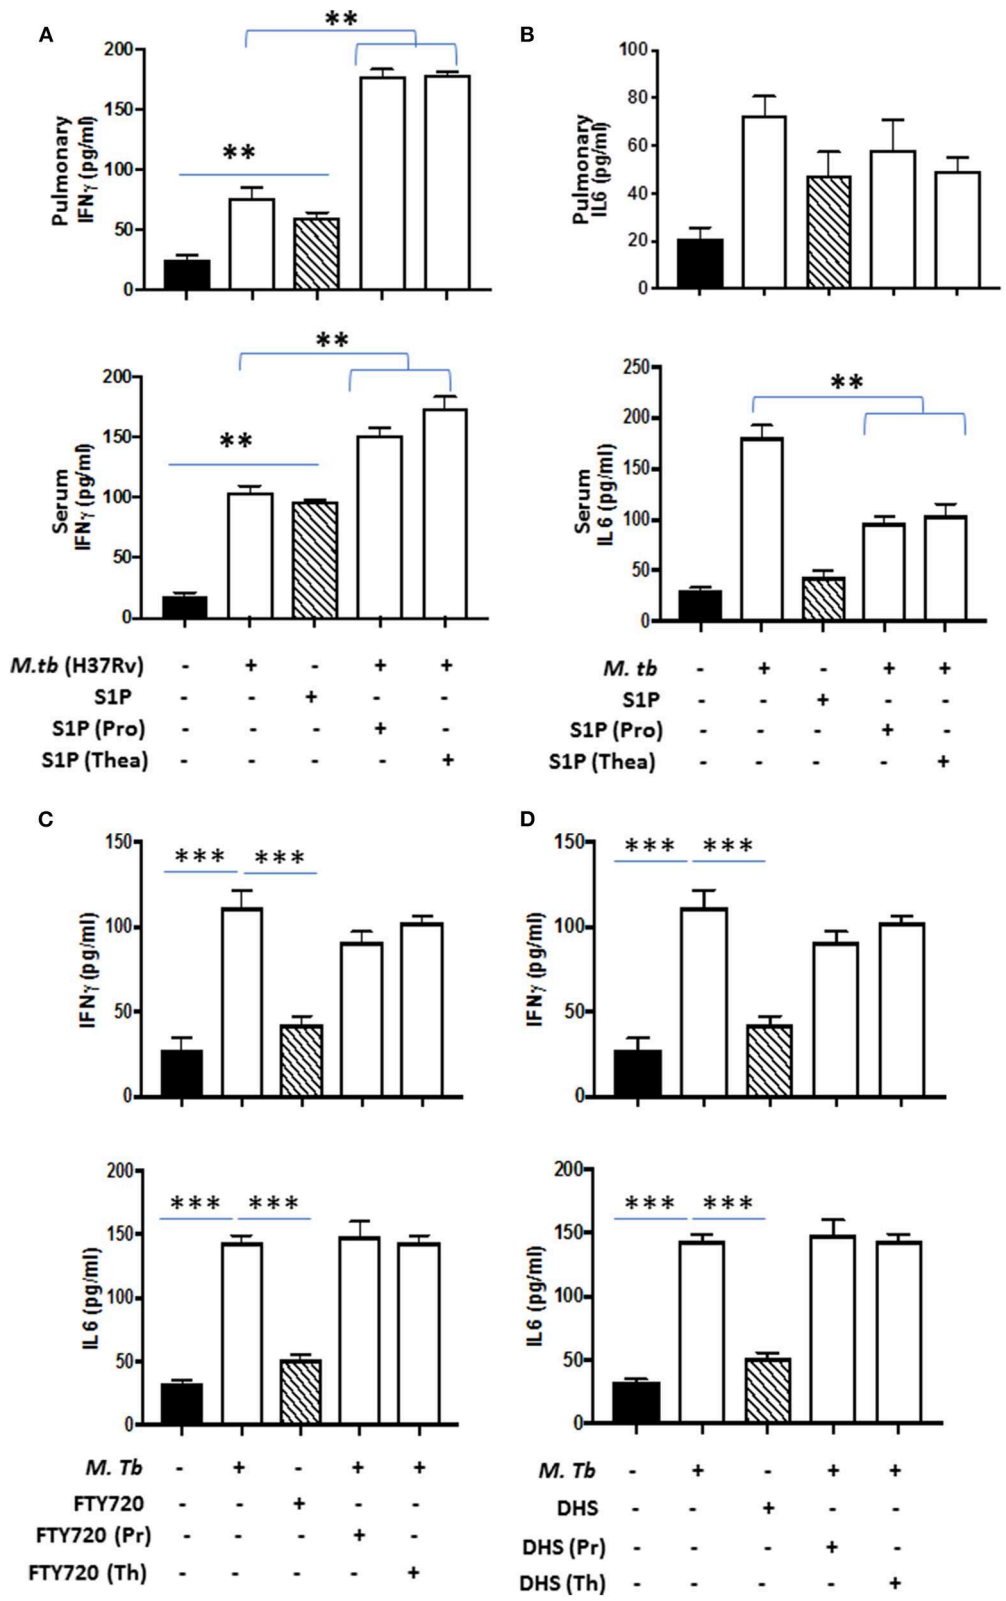 A
**
200
150
100
50
0
Pulmonary
IFNγ (pg/ml)
**
B
100
80
60
40
20
0
Pulmonary
IL6 (pg/ml)
**
200
150
100
50
0
Serum
IFNγ (pg/ml)
**
M.tb (H37Rv) - + - + +
S1P - - + - -
S1P (Pro) - - - + -
S1P (Thea) - - - - +
250
200
150
100
50
0
Serum
IL 6 (pg/ml)
**
M. tb - + - + +
S1P - - + - -
S1P (Pro) - - - + -
S1P (Thea) - - - - +
C
150
100
50
0
IFNγ (pg/ml)
*** ***
200
150
100
50
0
IL 6 (pg/ml)
*** ***
M. Tb - + - + +
FTY720 - - + - -
FTY720 (Pr) - - - + -
FTY720 (Th) - - - - +
D
150
100
50
0
IFNγ (pg/ml)
*** ***
200
150
100
50
0
IL 6 (pg/ml)
*** ***
M. Tb - + - + +
DHS - - + - -
DHS (Pr) - - - + -
DHS (Th) - - - - +